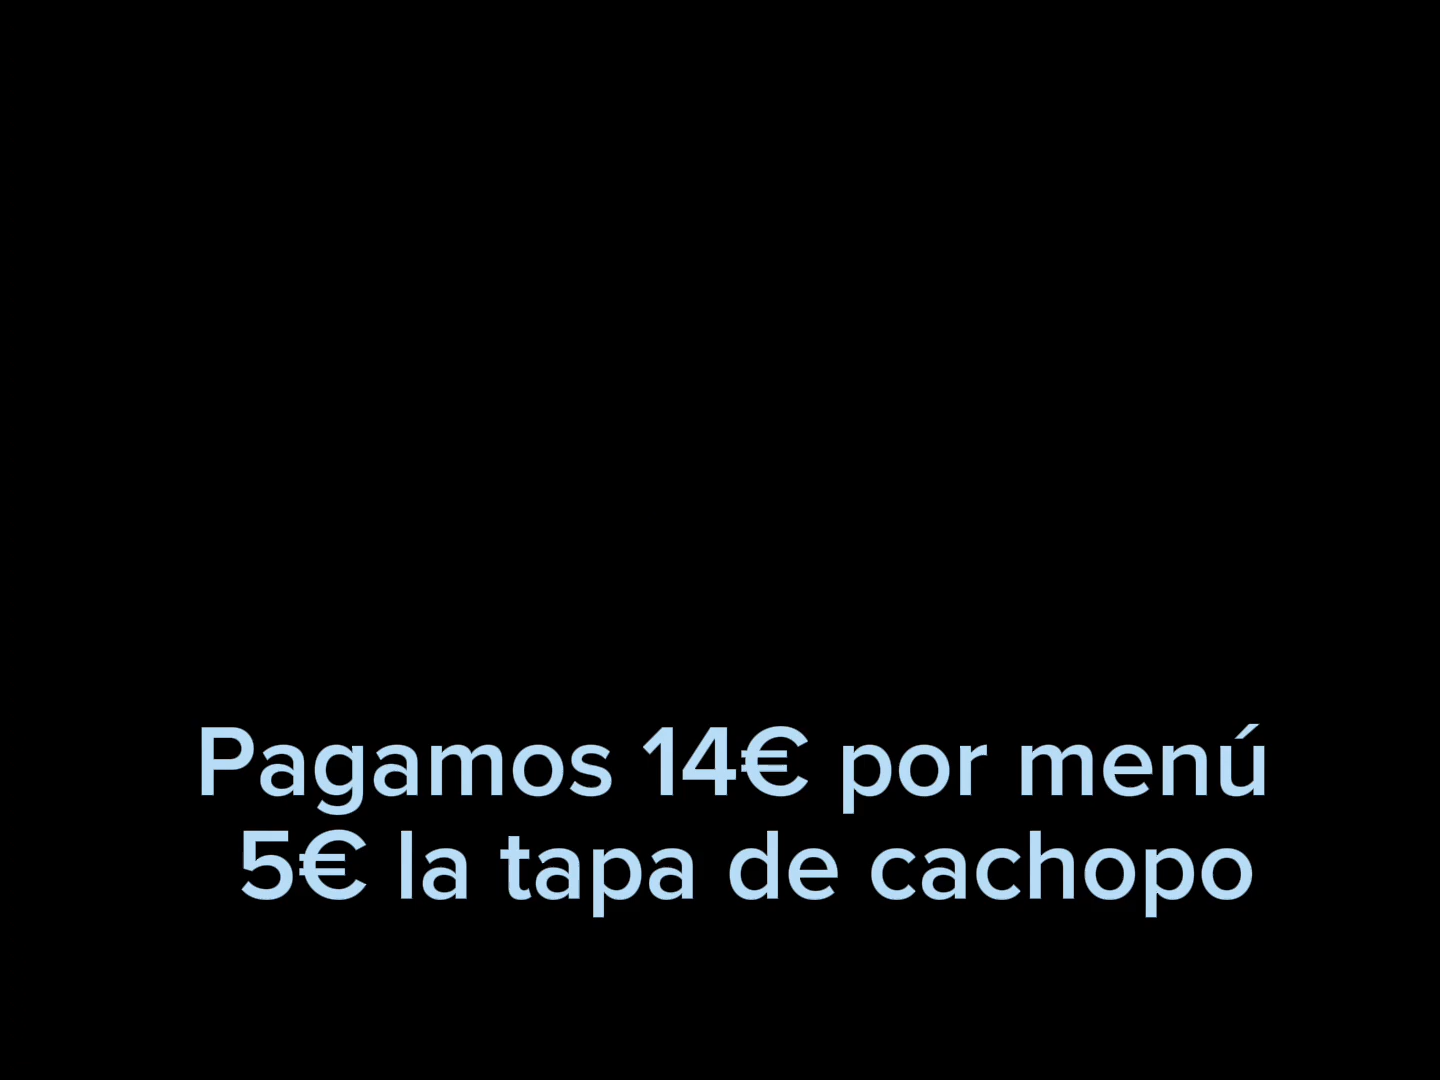 Pagamos 14€ por menú
5€ la tapa de cachopo